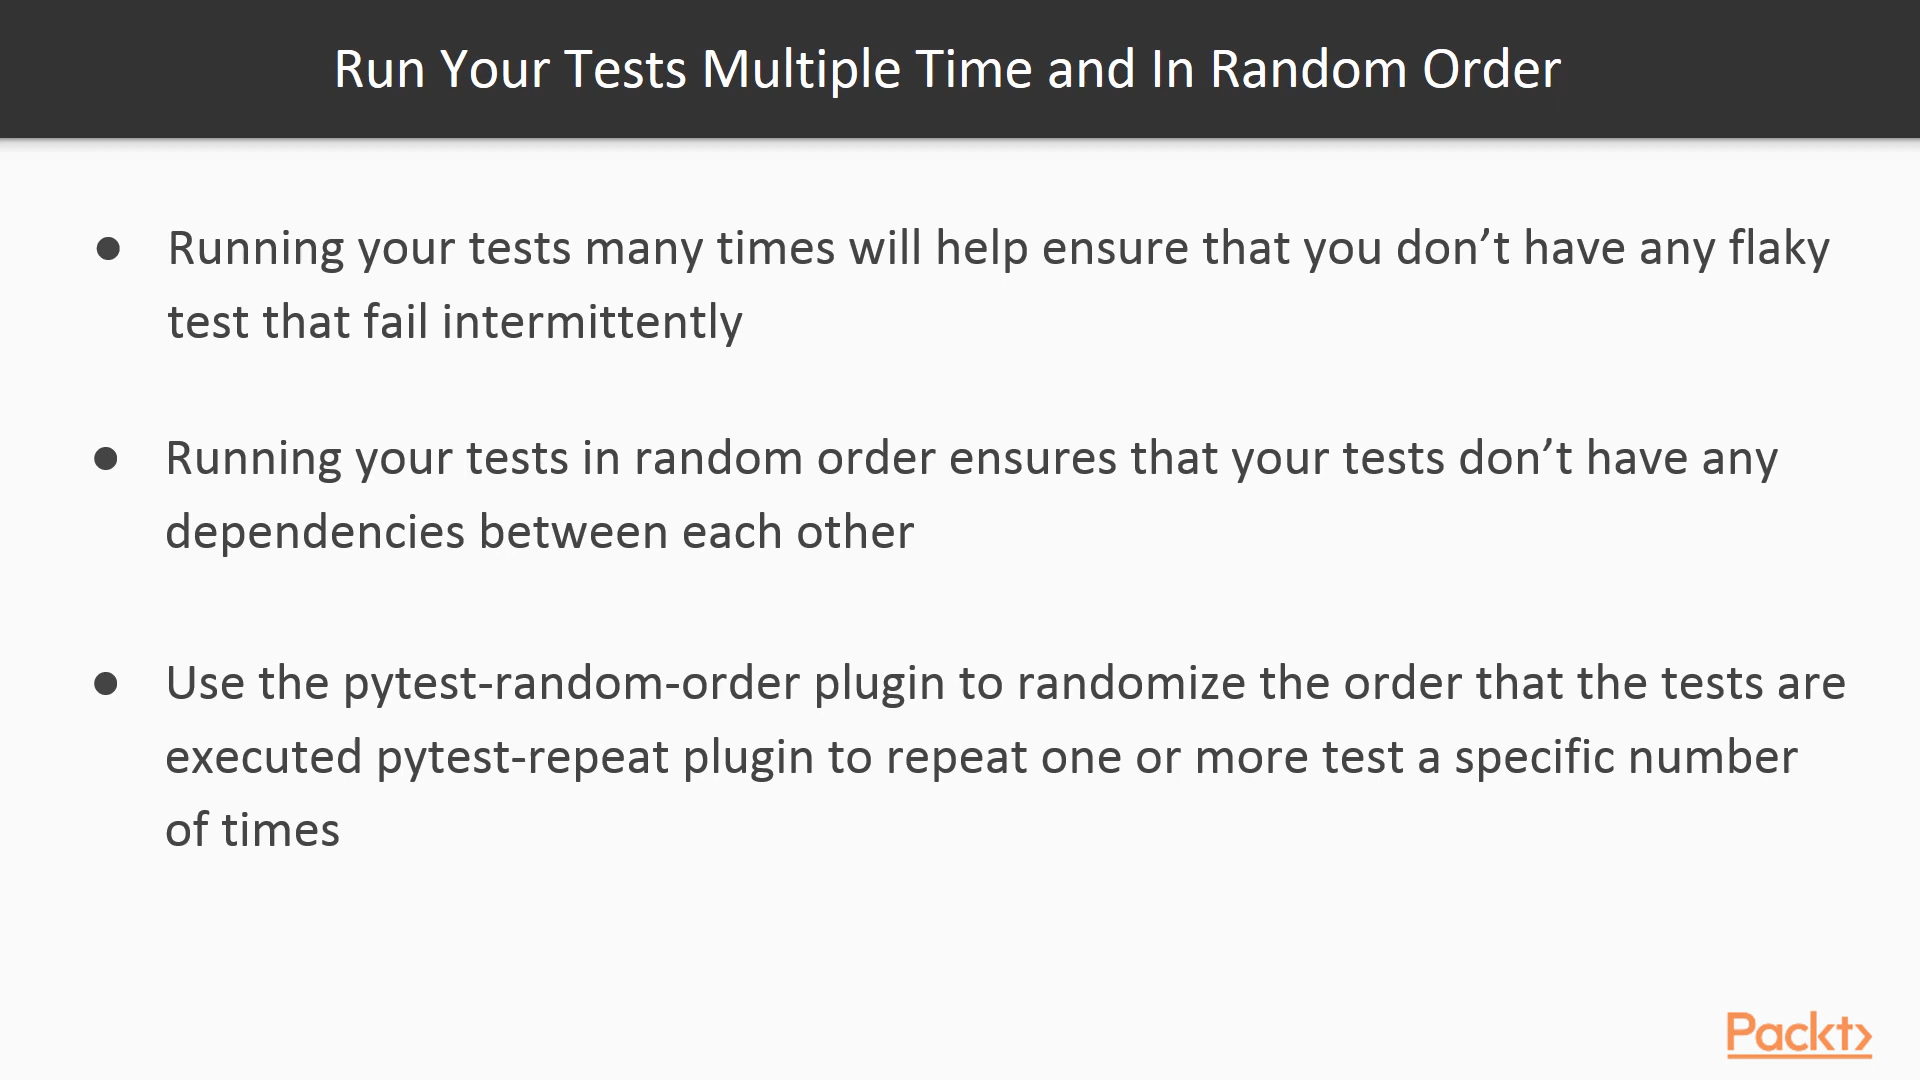 Run Your Tests Multiple Time and In Random Order
● Running your tests many times will help ensure that you don’t have any flaky
test that fail intermittently
● Running your tests in random order ensures that your tests don’t have any
dependencies between each other
● Use the pytest-random-order plugin to randomize the order that the tests are
executed pytest-repeat plugin to repeat one or more test a specific number
of times
Packt